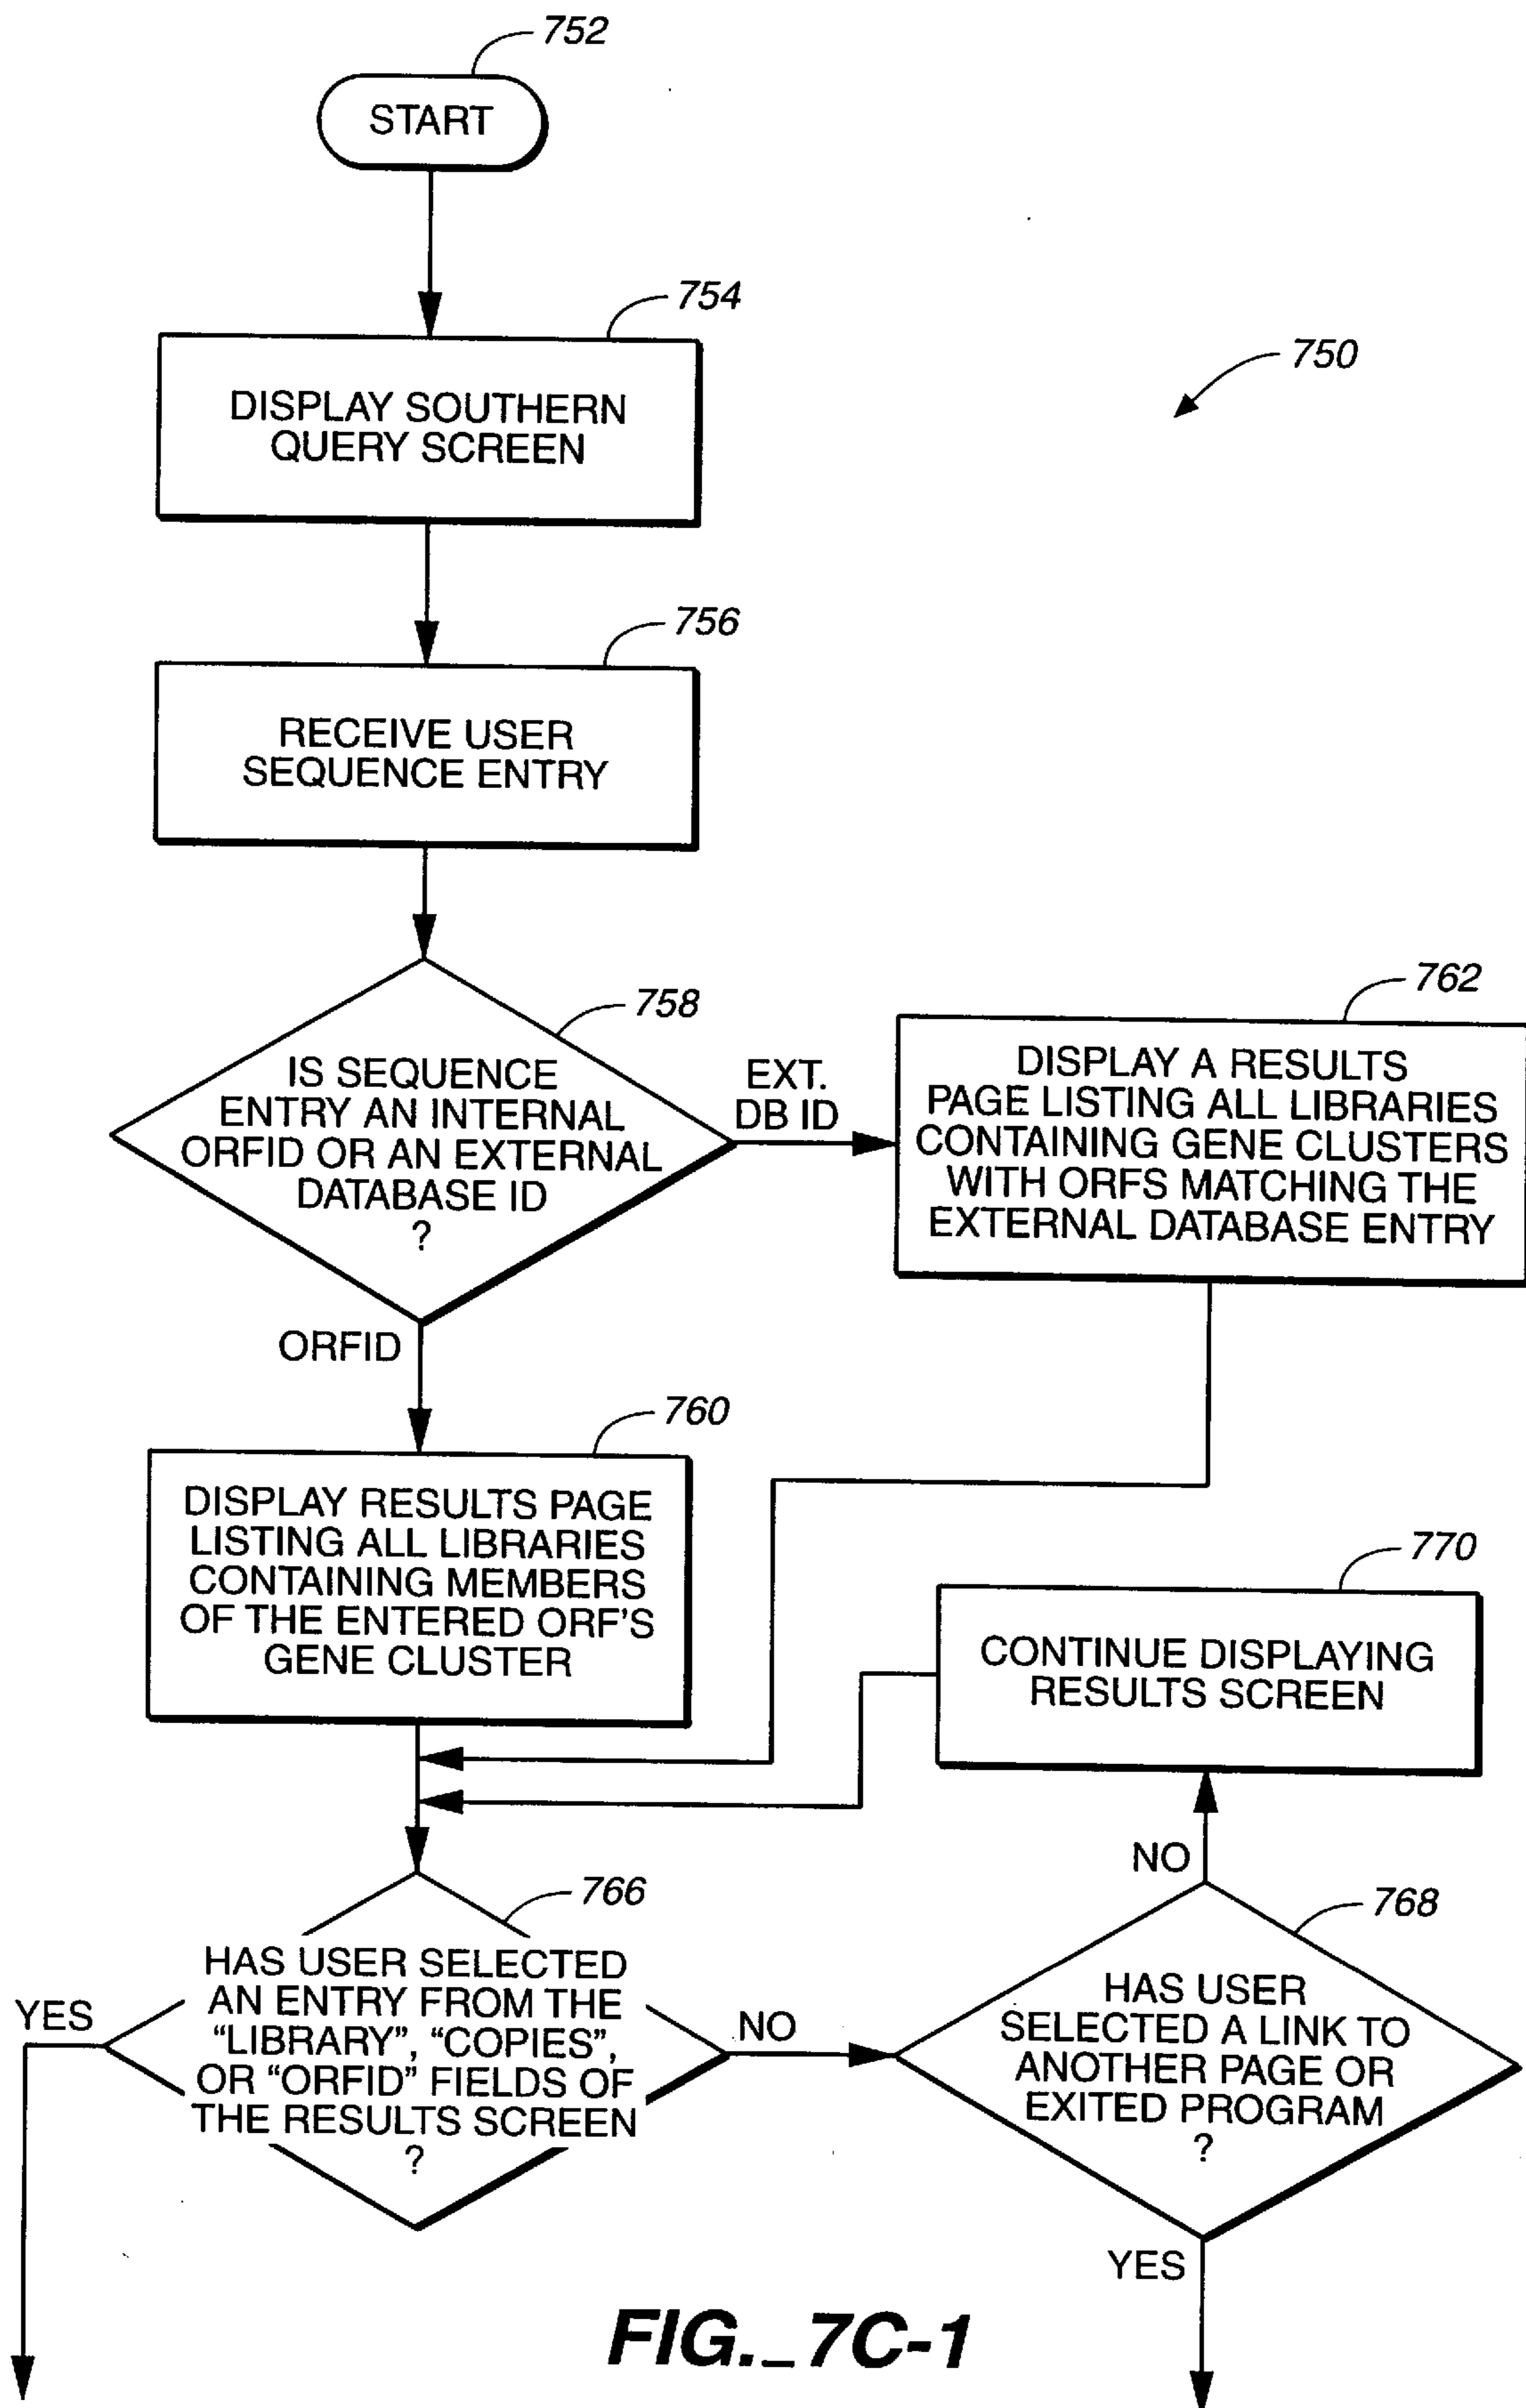 752
START
754
DISPLAY SOUTHERN
QUERY SCREEN
750
756
RECEIVE USER
SEQUENCE ENTRY
758
IS SEQUENCE
ENTRY AN INTERNAL
ORFID OR AN EXTERNAL
DATABASE ID
?
EXT.
DB ID
762
DISPLAY A RESULTS
PAGE LISTING ALL LIBRARIES
CONTAINING GENE CLUSTERS
WITH ORFS MATCHING THE
EXTERNAL DATABASE ENTRY
ORFID
760
DISPLAY RESULTS PAGE
LISTING ALL LIBRARIES
CONTAINING MEMBERS
OF THE ENTERED ORF'S
GENE CLUSTER
770
CONTINUE DISPLAYING
RESULTS SCREEN
NO
766
HAS USER SELECTED
AN ENTRY FROM THE
“LIBRARY”, “COPIES”,
OR “ORFID” FIELDS OF
THE RESULTS SCREEN
?
YES
NO
768
HAS USER
SELECTED A LINK TO
ANOTHER PAGE OR
EXITED PROGRAM
?
YES
FIG._7C-1